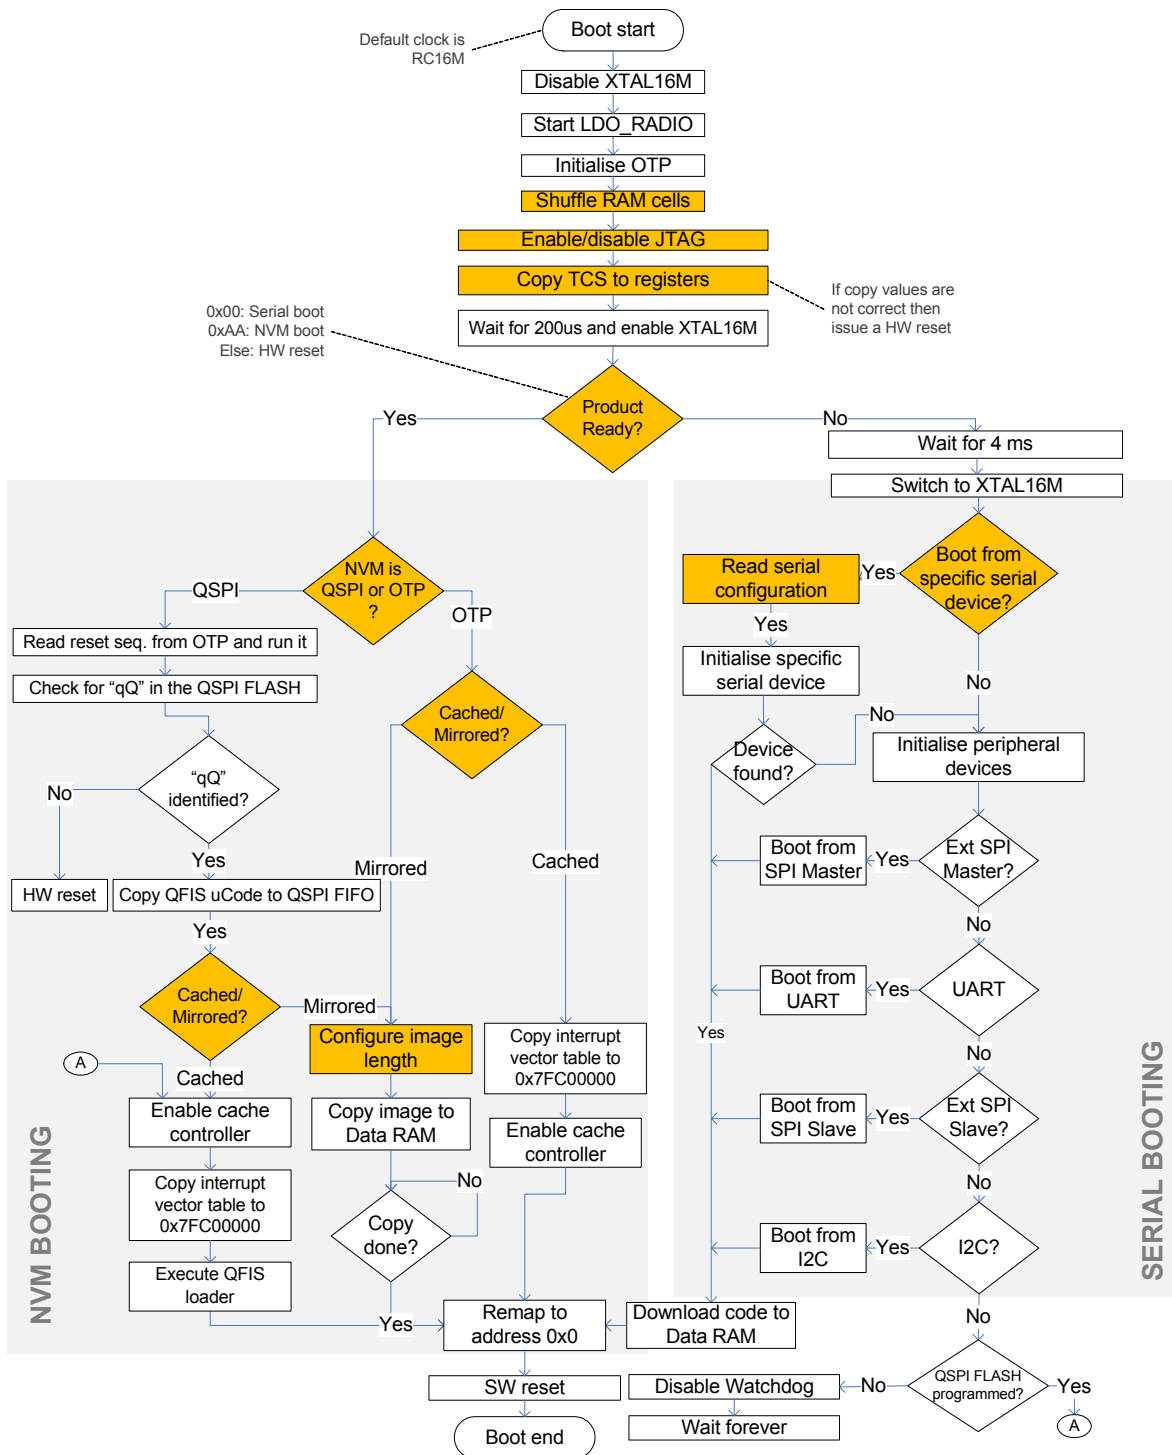 Boot start
Default clock is
RC16M
Disable XTAL16M
Start LDO_RADIO
Initialise OTP
Shuffle RAM cells
Enable/disable JTAG
Copy TCS to registers
If copy values are
not correct then
issue a HW reset
0x00: Serial boot
0xAA: NVM boot
Else: HW reset
Wait for 200us and enable XTAL16M
Product
Ready?
Yes
No
Wait for 4 ms
Switch to XTAL16M
NVM is
QSPI or OTP
?
QSPI
OTP
Read reset seq. from OTP and run it
Check for “qQ” in the QSPI FLASH
“qQ”
identified?
No
Yes
HW reset
Copy QFIS uCode to QSPI FIFO
Yes
Cached/
Mirrored?
Mirrored
Cached
A
Enable cache
controller
Copy interrupt
vector table to
0x7FC00000
Execute QFIS
loader
Cached/
Mirrored?
Mirrored
Cached
Configure image
length
Copy image to
Data RAM
No
Copy
done?
Yes
Copy interrupt
vector table to
0x7FC00000
Enable cache
controller
Remap to
address 0x0
SW reset
Boot end
NVM BOOTING
Boot from
specific serial
device?
Yes
Read serial
configuration
Yes
Initialise specific
serial device
No
No
Device
found?
Initialise peripheral
devices
Ext SPI
Master?
Yes
Boot from
SPI Master
No
UART
Yes
Boot from
UART
Yes
No
Ext SPI
Slave?
Yes
Boot from
SPI Slave
No
I2C?
Yes
Boot from
I2C
No
Download code to
Data RAM
QSPI FLASH
programmed?
No
Yes
A
Disable Watchdog
Wait forever
SERIAL BOOTING